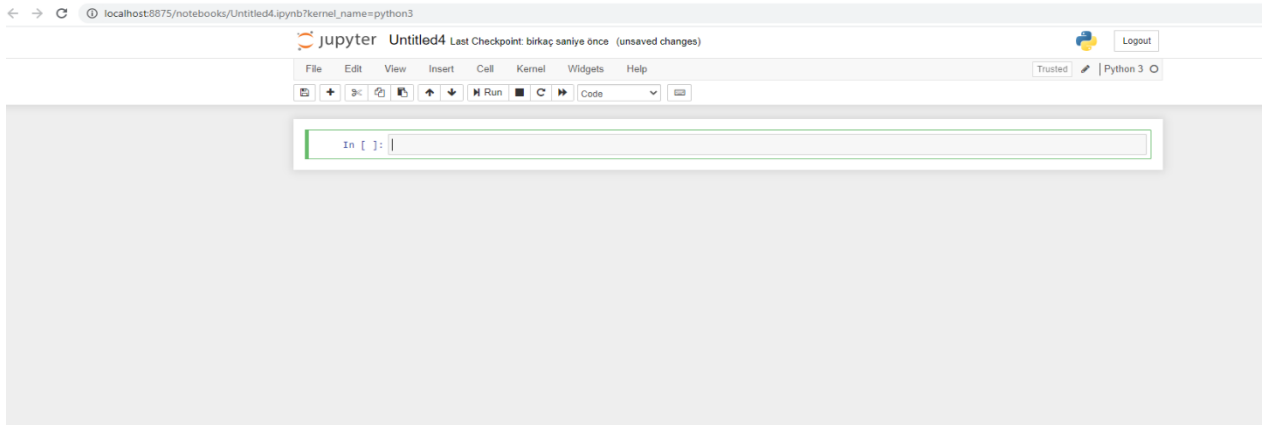 localhost:8875/notebooks/Untitled4.ipynb?kernel_name=python3
jupyter Untitled4 Last Checkpoint: birkaç saniye önce (unsaved changes) Logout
File Edit View Insert Cell Kernel Widgets Help Trusted Python 3
Run Code
In [ ]: